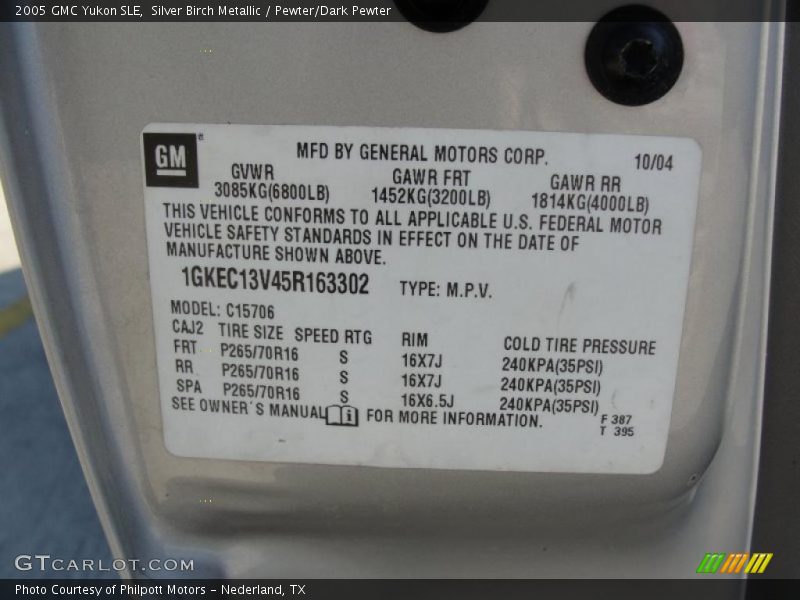 2005 GMC Yukon SLE,  Silver Birch Metallic / Pewter/Dark Pewter
GM ®
MFD BY GENERAL MOTORS CORP. 10/04
GVWR GAWR FRT GAWR RR
3085KG(6800LB) 1452KG(3200LB) 1814KG(4000LB)
THIS VEHICLE CONFORMS TO ALL APPLICABLE U.S. FEDERAL MOTOR
VEHICLE SAFETY STANDARDS IN EFFECT ON THE DATE OF
MANUFACTURE SHOWN ABOVE.
1GKEC13V45R163302 TYPE: M.P.V.
MODEL: C15706
CAJ2 TIRE SIZE SPEED RTG RIM COLD TIRE PRESSURE
FRT P265/70R16 S 16X7J 240KPA(35PSI)
RR P265/70R16 S 16X7J 240KPA(35PSI)
SPA P265/70R16 S 16X6.5J 240KPA(35PSI)
SEE OWNER'S MANUAL FOR MORE INFORMATION.
F 387
T 395
GTCARLOT.COM
Photo Courtesy of Philpott Motors - Nederland, TX